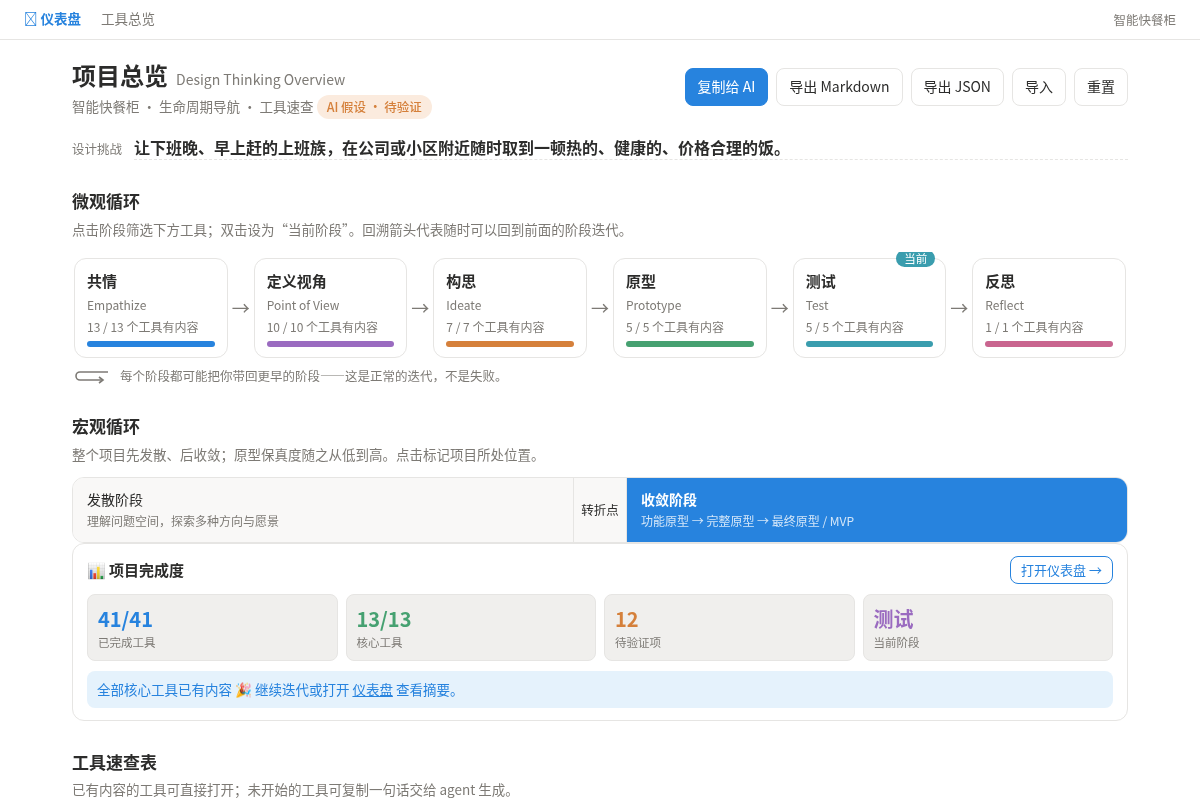 仪表盘
工具总览
智能快餐柜
项目总览 Design Thinking Overview
智能快餐柜 · 生命周期导航 · 工具速查 AI 假设 · 待验证
复制给 AI
导出 Markdown
导出 JSON
导入
重置
设计挑战 让下班晚、早上赶的上班族，在公司或小区附近随时取到一顿热的、健康的、价格合理的饭。
微观循环
点击阶段筛选下方工具；双击设为“当前阶段”。回溯箭头代表随时可以回到前面的阶段迭代。
共情
Empathize
13 / 13 个工具有内容
→
定义视角
Point of View
10 / 10 个工具有内容
→
构思
Ideate
7 / 7 个工具有内容
→
原型
Prototype
5 / 5 个工具有内容
→
当前
测试
Test
5 / 5 个工具有内容
→
反思
Reflect
1 / 1 个工具有内容
每个阶段都可能把你带回更早的阶段——这是正常的迭代，不是失败。
宏观循环
整个项目先发散、后收敛；原型保真度随之从低到高。点击标记项目所处位置。
发散阶段
理解问题空间，探索多种方向与愿景
转折点
收敛阶段
功能原型 → 完整原型 → 最终原型 / MVP
📊 项目完成度
打开仪表盘 →
41/41
已完成工具
13/13
核心工具
12
待验证项
测试
当前阶段
全部核心工具已有内容 🎉 继续迭代或打开 仪表盘 查看摘要。
工具速查表
已有内容的工具可直接打开；未开始的工具可复制一句话交给 agent 生成。